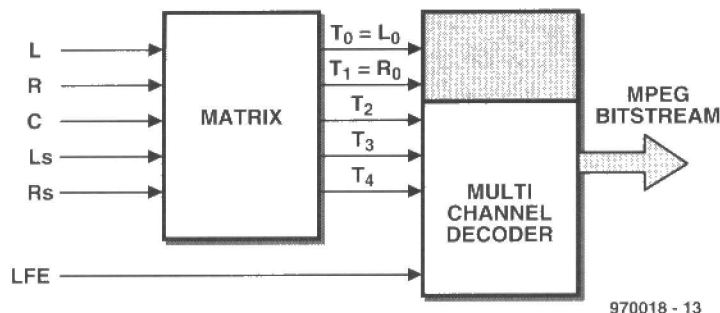 L
R
C
Ls
Rs
LFE
MATRIX
T0 = L0
T1 = R0
T2
T3
T4
MULTI
CHANNEL
DECODER
MPEG
BITSTREAM
970018 - 13